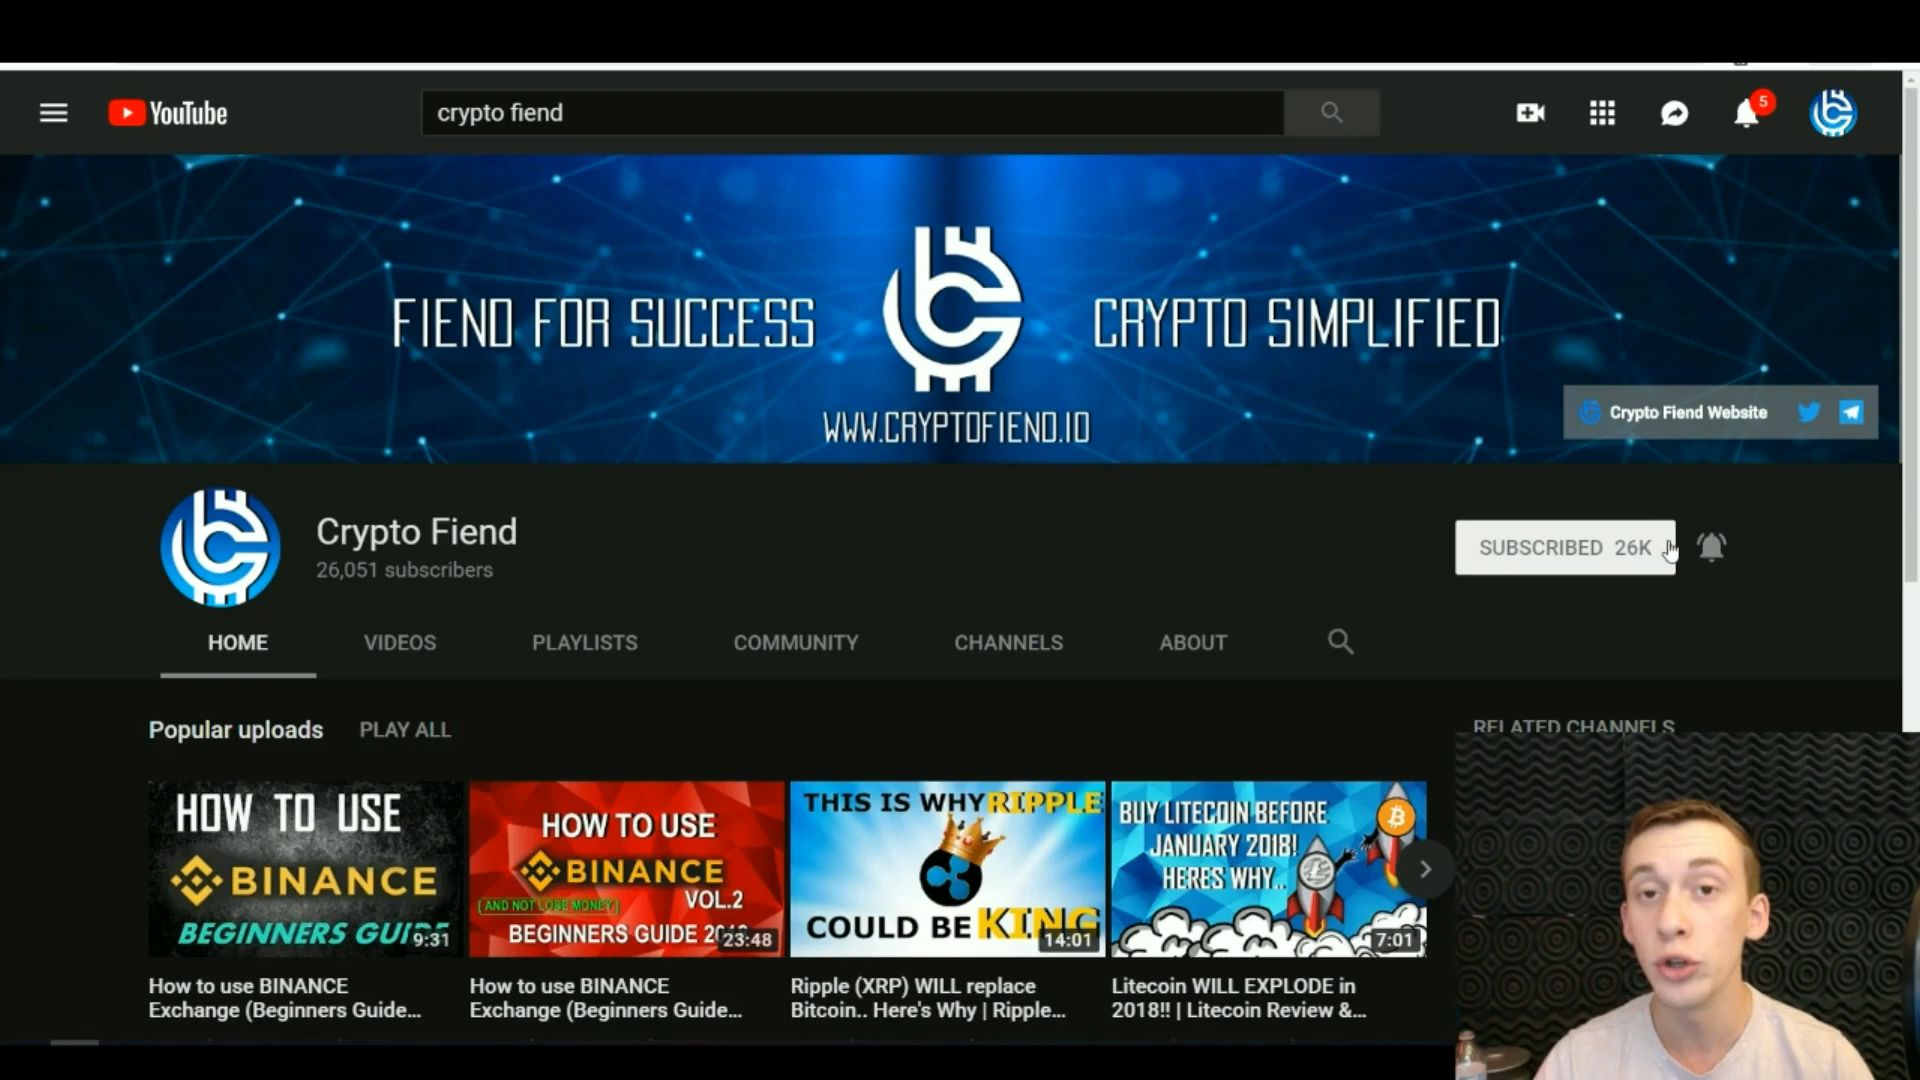 YouTube
crypto fiend
5
FIEND FOR SUCCESS
CRYPTO SIMPLIFIED
WWW.CRYPTOFIEND.IO
Crypto Fiend Website
Crypto Fiend
26,051 subscribers
SUBSCRIBED 26K
HOME
VIDEOS
PLAYLISTS
COMMUNITY
CHANNELS
ABOUT
Popular uploads
PLAY ALL
RELATED CHANNELS
HOW TO USE
BINANCE
BEGINNERS GUIDE
9:31
HOW TO USE
BINANCE
(AND NOT LOSE MONEY)
VOL.2
BEGINNERS GUIDE
23:48
THIS IS WHY RIPPLE
COULD BE KING
14:01
BUY LITECOIN BEFORE
JANUARY 2018!
HERES WHY..
7:01
How to use BINANCE
Exchange (Beginners Guide...
How to use BINANCE
Exchange (Beginners Guide...
Ripple (XRP) WILL replace
Bitcoin.. Here's Why | Ripple...
Litecoin WILL EXPLODE in
2018!! | Litecoin Review &...